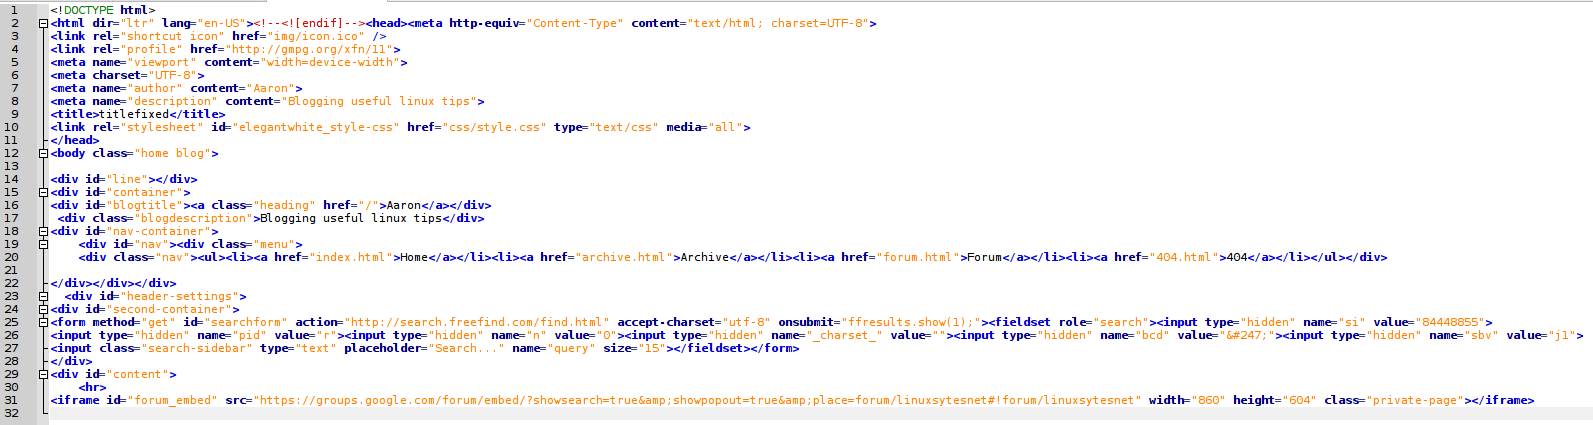 1 <!DOCTYPE html>
2 <html dir="ltr" lang="en-US"><!--<![endif]--><head><meta http-equiv="Content-Type" content="text/html; charset=UTF-8">
3 <link rel="shortcut icon" href="img/icon.ico" />
4 <link rel="profile" href="http://gmpg.org/xfn/11">
5 <meta name="viewport" content="width=device-width">
6 <meta charset="UTF-8">
7 <meta name="author" content="Aaron">
8 <meta name="description" content="Blogging useful linux tips">
9 <title>titlefixed</title>
10 <link rel="stylesheet" id="elegantwhite_style-css" href="css/style.css" type="text/css" media="all">
11 </head>
12 <body class="home blog">
13
14 <div id="line"></div>
15 <div id="container">
16 <div id="blogtitle"><a class="heading" href="/">Aaron</a></div>
17  <div class="blogdescription">Blogging useful linux tips</div>
18 <div id="nav-container">
19     <div id="nav"><div class="menu">
20     <div class="nav"><ul><li><a href="index.html">Home</a></li><li><a href="archive.html">Archive</a></li><li><a href="forum.html">Forum</a></li><li><a href="404.html">404</a></li></ul></div>
21
22 </div></div></div>
23   <div id="header-settings">
24 <div id="second-container">
25 <form method="get" id="searchform" action="http://search.freefind.com/find.html" accept-charset="utf-8" onsubmit="ffresults.show(1);"><fieldset role="search"><input type="hidden" name="si" value="84448855">
26 <input type="hidden" name="pid" value="r"><input type="hidden" name="n" value="0"><input type="hidden" name="_charset_" value=""><input type="hidden" name="bcd" value="&#247;"><input type="hidden" name="sbv" value="j1">
27 <input class="search-sidebar" type="text" placeholder="Search..." name="query" size="15"></fieldset></form>
28 </div>
29 <div id="content">
30     <hr>
31 <iframe id="forum_embed" src="https://groups.google.com/forum/embed/?showsearch=true&amp;showpopout=true&amp;place=forum/linuxsytesnet#!forum/linuxsytesnet" width="860" height="604" class="private-page"></iframe>
32